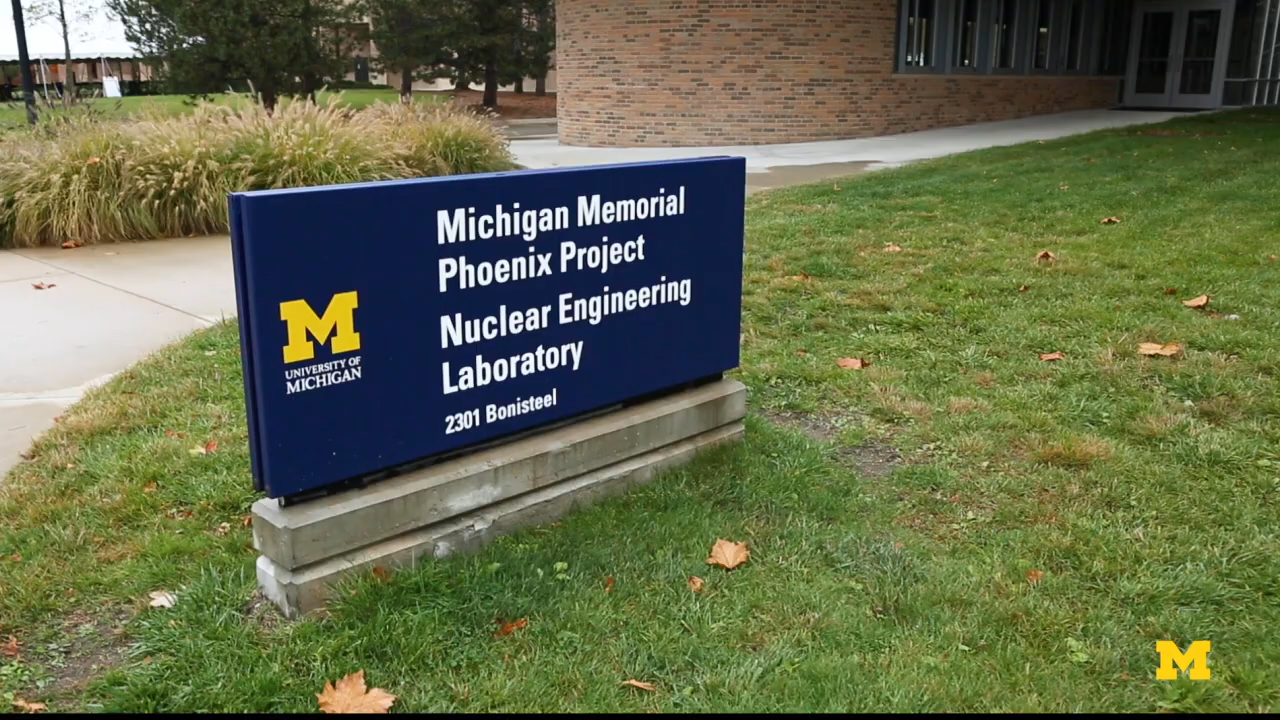 Michigan Memorial
Phoenix Project
Nuclear Engineering
Laboratory
2301 Bonisteel
M
UNIVERSITY OF
MICHIGAN
M